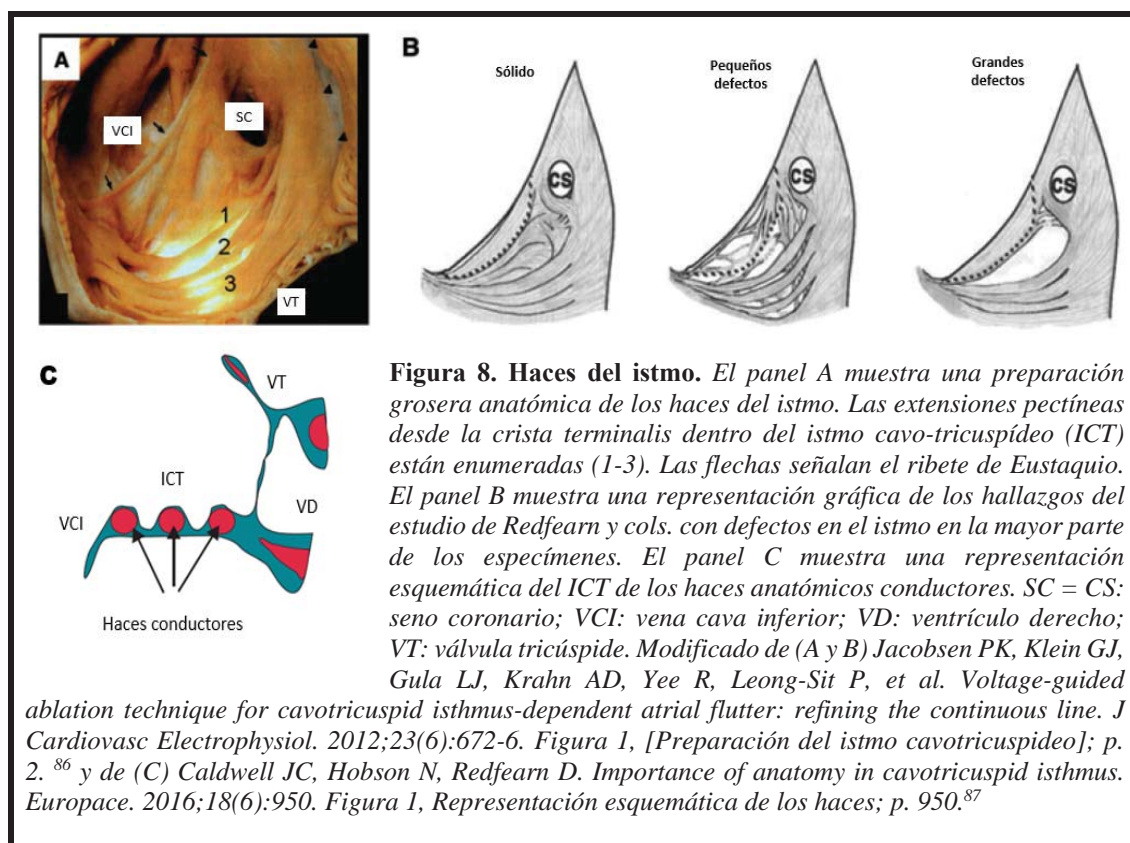 A
VCI
SC
1
2
3
VT
B
Sólido
Pequeños
defectos
Grandes
defectos
CS
CS
CS
C
VT
ICT
VCI
VD
Haces conductores
Figura 8. Haces del istmo. El panel A muestra una preparación
grosera anatómica de los haces del istmo. Las extensiones pectíneas
desde la crista terminalis dentro del istmo cavo-tricuspídeo (ICT)
están enumeradas (1-3). Las flechas señalan el ribete de Eustaquio.
El panel B muestra una representación gráfica de los hallazgos del
estudio de Redfearn y cols. con defectos en el istmo en la mayor parte
de los especímenes. El panel C muestra una representación
esquemática del ICT de los haces anatómicos conductores. SC = CS:
seno coronario; VCI: vena cava inferior; VD: ventrículo derecho;
VT: válvula tricúspide. Modificado de (A y B) Jacobsen PK, Klein GJ,
Gula LJ, Krahn AD, Yee R, Leong-Sit P, et al. Voltage-guided
ablation technique for cavotricuspid isthmus-dependent atrial flutter: refining the continuous line. J
Cardiovasc Electrophysiol. 2012;23(6):672-6. Figura 1, [Preparación del istmo cavotricuspideo]; p.
2. 86 y de (C) Caldwell JC, Hobson N, Redfearn D. Importance of anatomy in cavotricuspid isthmus.
Europace. 2016;18(6):950. Figura 1, Representación esquemática de los haces; p. 950.87